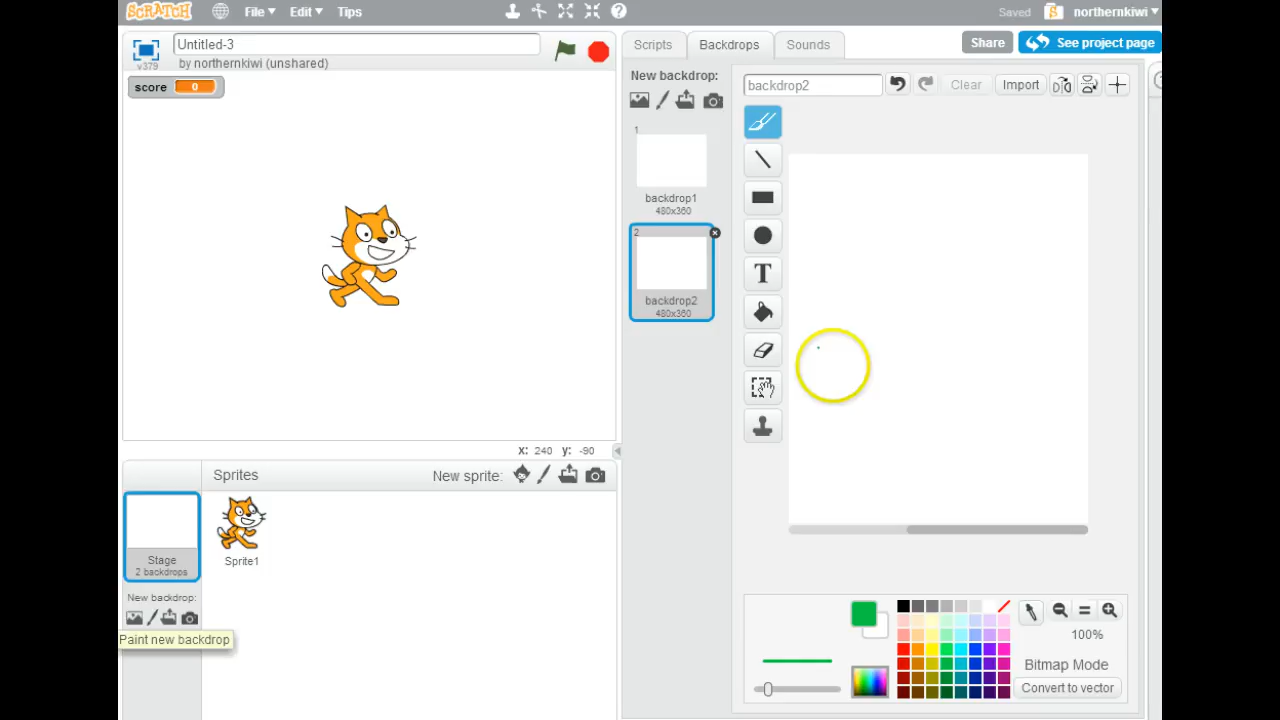 SCRATCH File Edit Tips Saved northernkiwi
Untitled-3
by northernkiwi (unshared)
v379
score 0
Scripts Backdrops Sounds Share See project page
New backdrop:
backdrop2 Clear Import
1
backdrop1
480x360
2
backdrop2
480x360
T
x: 240 y: -90
Sprites New sprite:
Stage
2 backdrops
Sprite1
New backdrop:
Paint new backdrop
100%
Bitmap Mode
Convert to vector